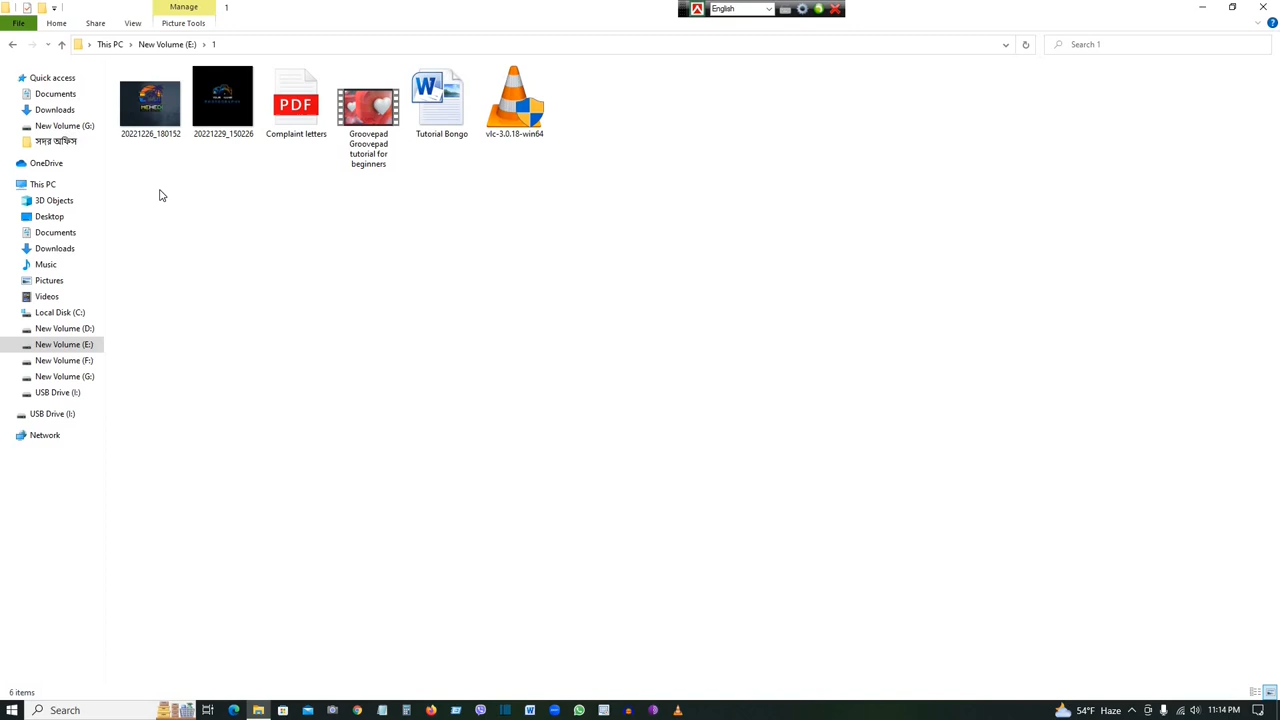 Manage
1
English
File
Home
Share
View
Picture Tools
This PC
New Volume (E:)
1
Search 1
Quick access
Documents
Downloads
New Volume (G:)
সদর অফিস
OneDrive
This PC
3D Objects
Desktop
Documents
Downloads
Music
Pictures
Videos
Local Disk (C:)
New Volume (D:)
New Volume (E:)
New Volume (F:)
New Volume (G:)
USB Drive (I:)
USB Drive (I:)
Network
20221226_180152
20221229_150226
PDF
Complaint letters
Groovepad
Groovepad
tutorial for
beginners
W
Tutorial Bongo
vlc-3.0.18-win64
6 items
Search
54°F Haze
11:14 PM